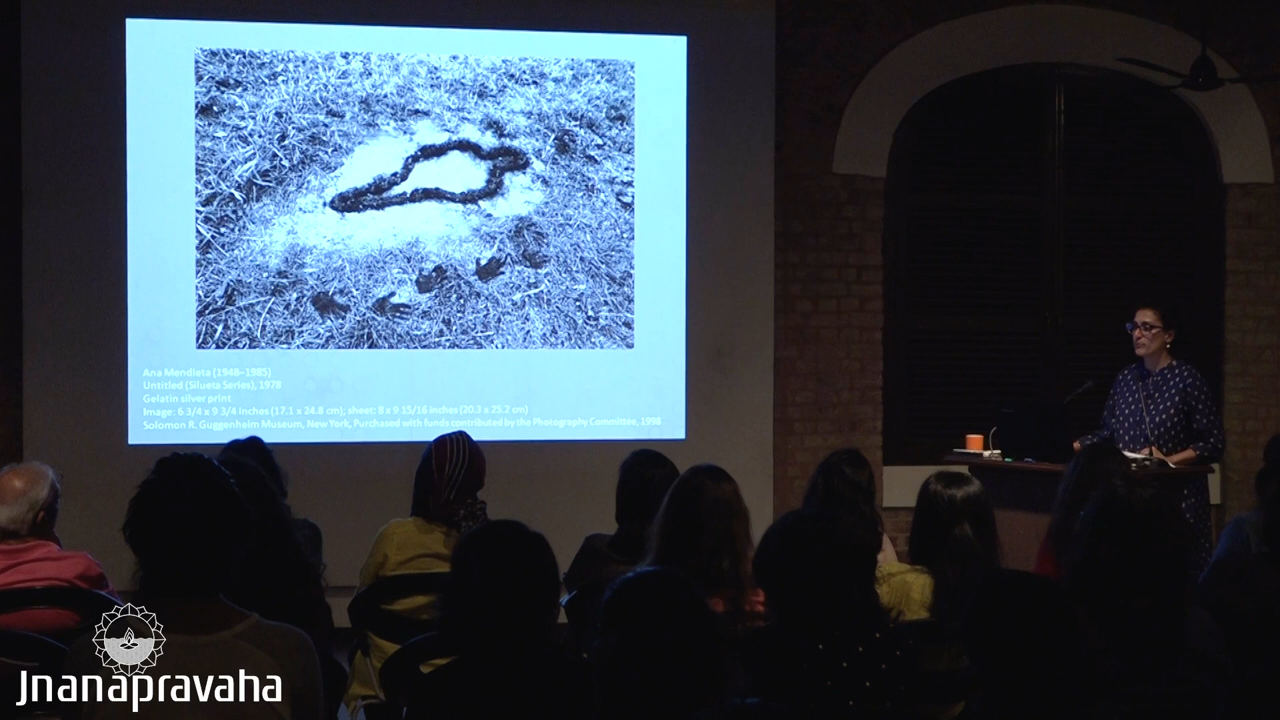 Ana Mendieta (1948–1985)
Untitled (Silueta Series), 1978
Gelatin silver print
Image: 6 3/4 x 9 3/4 inches (17.1 x 24.8 cm); sheet: 8 x 9 15/16 inches (20.3 x 25.2 cm)
Solomon R. Guggenheim Museum, New York, Purchased with funds contributed by the Photography Committee, 1998
Jnanapravaha